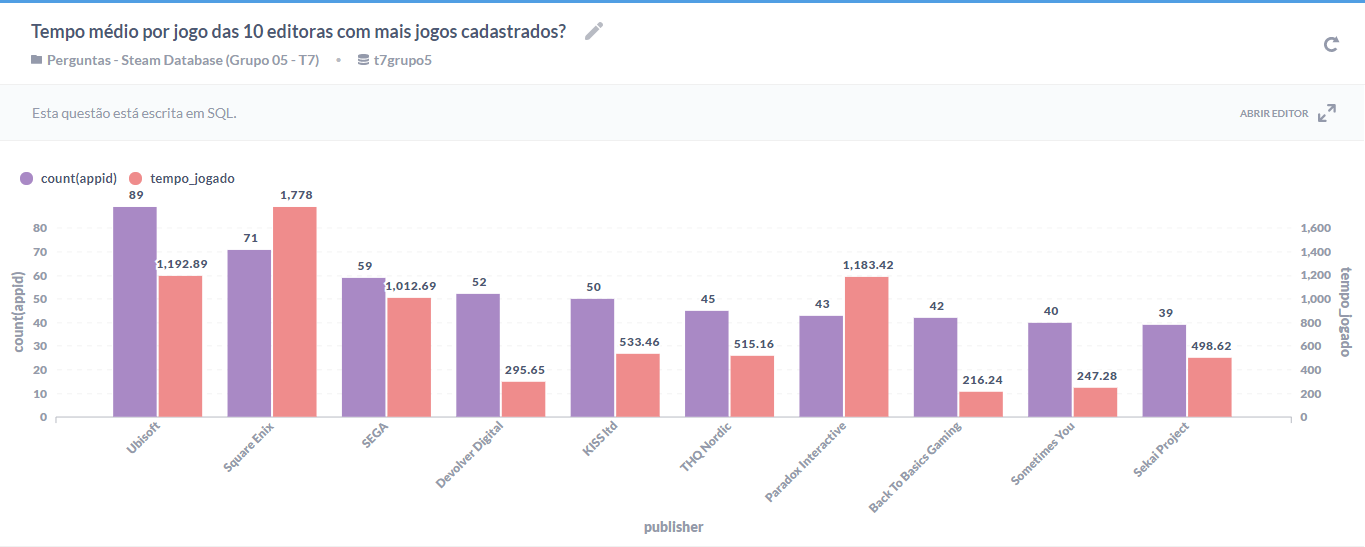 Tempo médio por jogo das 10 editoras com mais jogos cadastrados?
Perguntas - Steam Database (Grupo 05 - T7) • t7grupo5
Esta questão está escrita em SQL.
ABRIR EDITOR
count(appid) tempo_jogado
89 1,778
80 1,600
71
70 1,400
1,192.89 59 1,183.42
60 1,200
1,012.69 52 50
50 1,000
45 43 42 40 39
40 800
533.46 515.16 498.62
30 600
295.65
20 400
216.24 247.28
10 200
0 0
count(appid)
tempo_jogado
Ubisoft
Square Enix
SEGA
Devolver Digital
KISS ltd
THQ Nordic
Paradox Interactive
Back To Basics Gaming
Sometimes You
Sekai Project
publisher